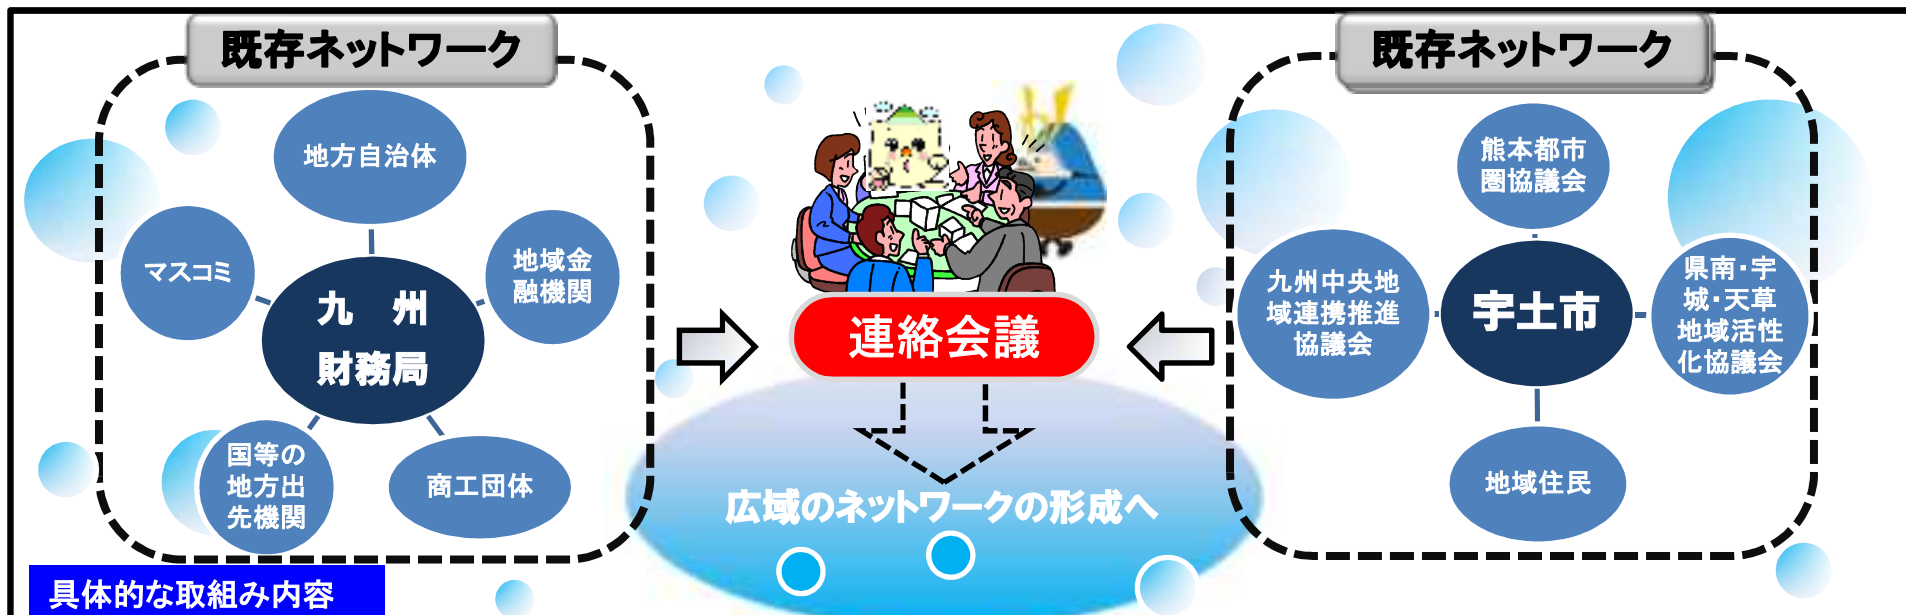 既存ネットワーク
地方自治体
マスコミ
地域金
融機関
九 州
財務局
国等の
地方出
先機関
商工団体
連絡会議
広域のネットワークの形成へ
既存ネットワーク
熊本都市
圏協議会
九州中央地
域連携推進
協議会
宇土市
県南・宇
城・天草
地域活性
化協議会
地域住民
具体的な取組み内容